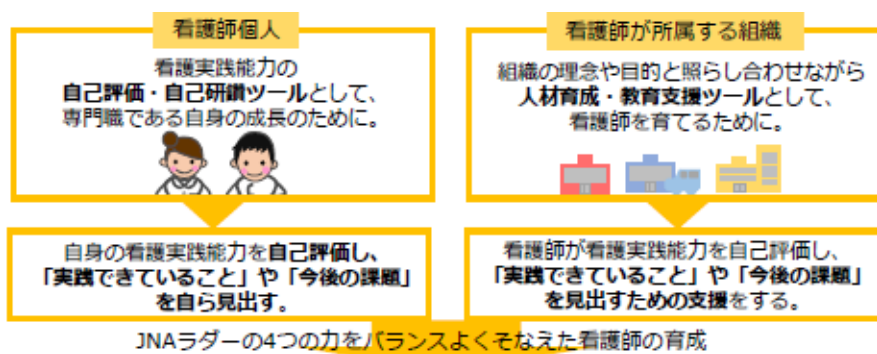 看護師個人
看護実践能力の
自己評価・自己研鑽ツールとして、
専門職である自身の成長のために。
自身の看護実践能力を自己評価し、
「実践できていること」や「今後の課題」
を自ら見出す。
看護師が所属する組織
組織の理念や目的と照らし合わせながら
人材育成・教育支援ツールとして、
看護師を育てるために。
看護師が看護実践能力を自己評価し、
「実践できていること」や「今後の課題」
を見出すための支援をする。
JNAラダーの4つの力をバランスよくそなえた看護師の育成